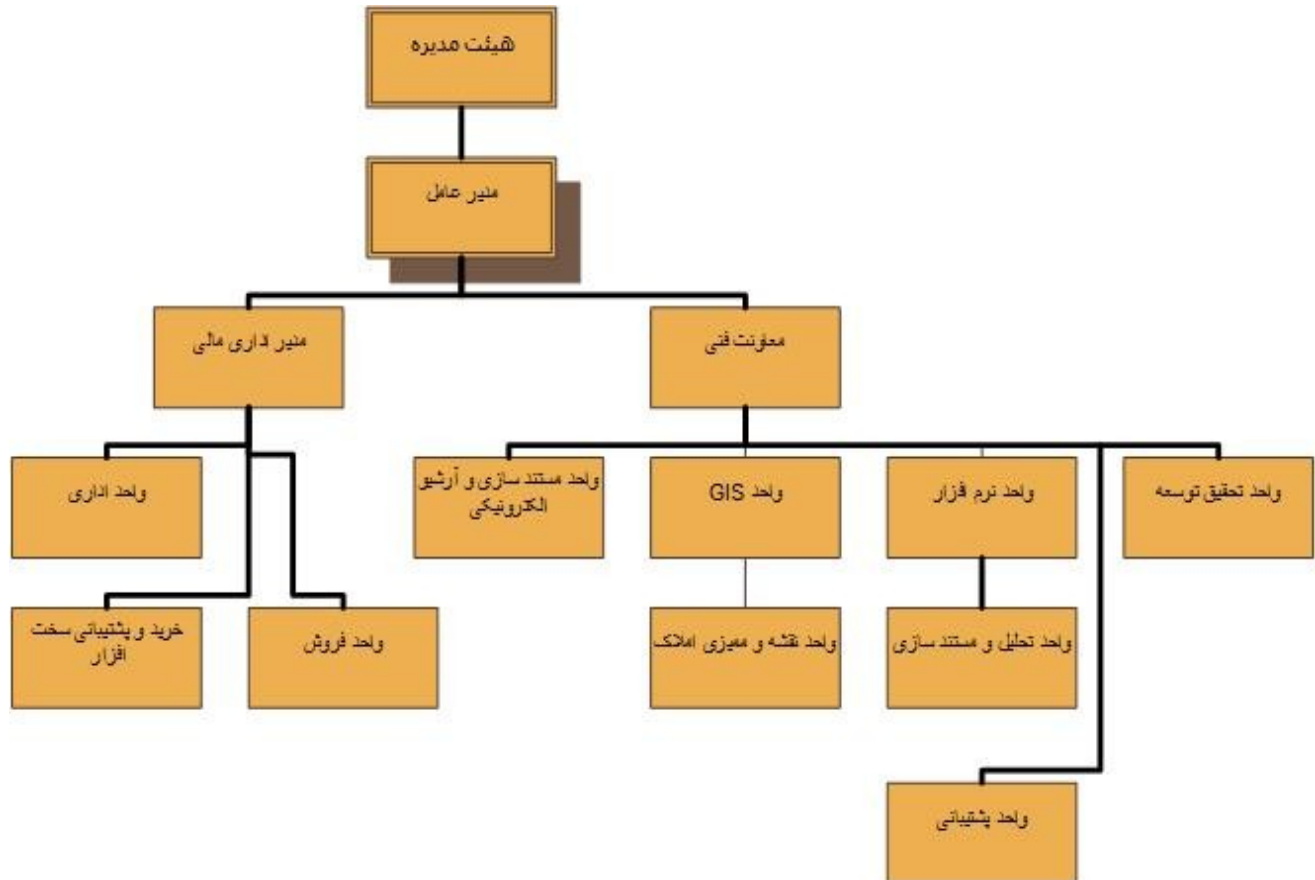 هیئت مدیره
مدیر عامل
معاونت فنی
مدیر اداری مالی
واحد تحقیق توسعه
واحد نرم افزار
واحد GIS
واحد مستند سازی و آرشیو
الکترونیکی
واحد اداری
واحد تحلیل و مستند سازی
واحد نقشه و ممیزی املاک
واحد فروش
خرید و پشتیبانی سخت
افزار
واحد پشتیبانی